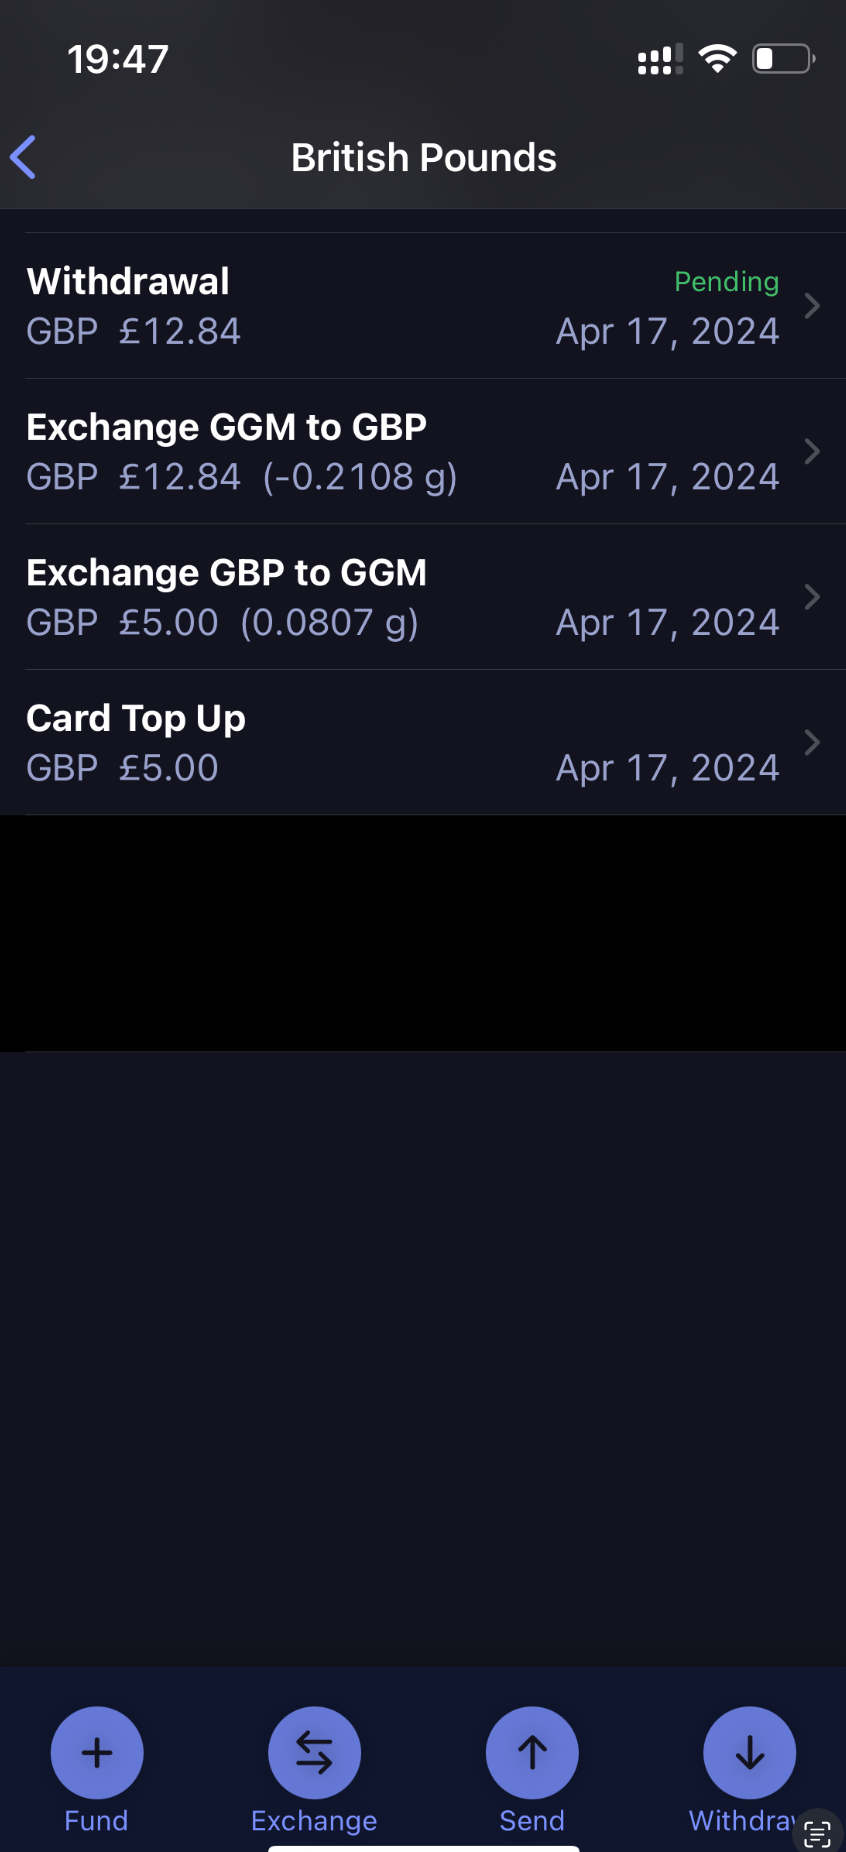 19:47
British Pounds
Withdrawal
Pending
GBP £12.84
Apr 17, 2024
Exchange GGM to GBP
GBP £12.84 (-0.2108 g)
Apr 17, 2024
Exchange GBP to GGM
GBP £5.00 (0.0807 g)
Apr 17, 2024
Card Top Up
GBP £5.00
Apr 17, 2024
Fund
Exchange
Send
Withdraw